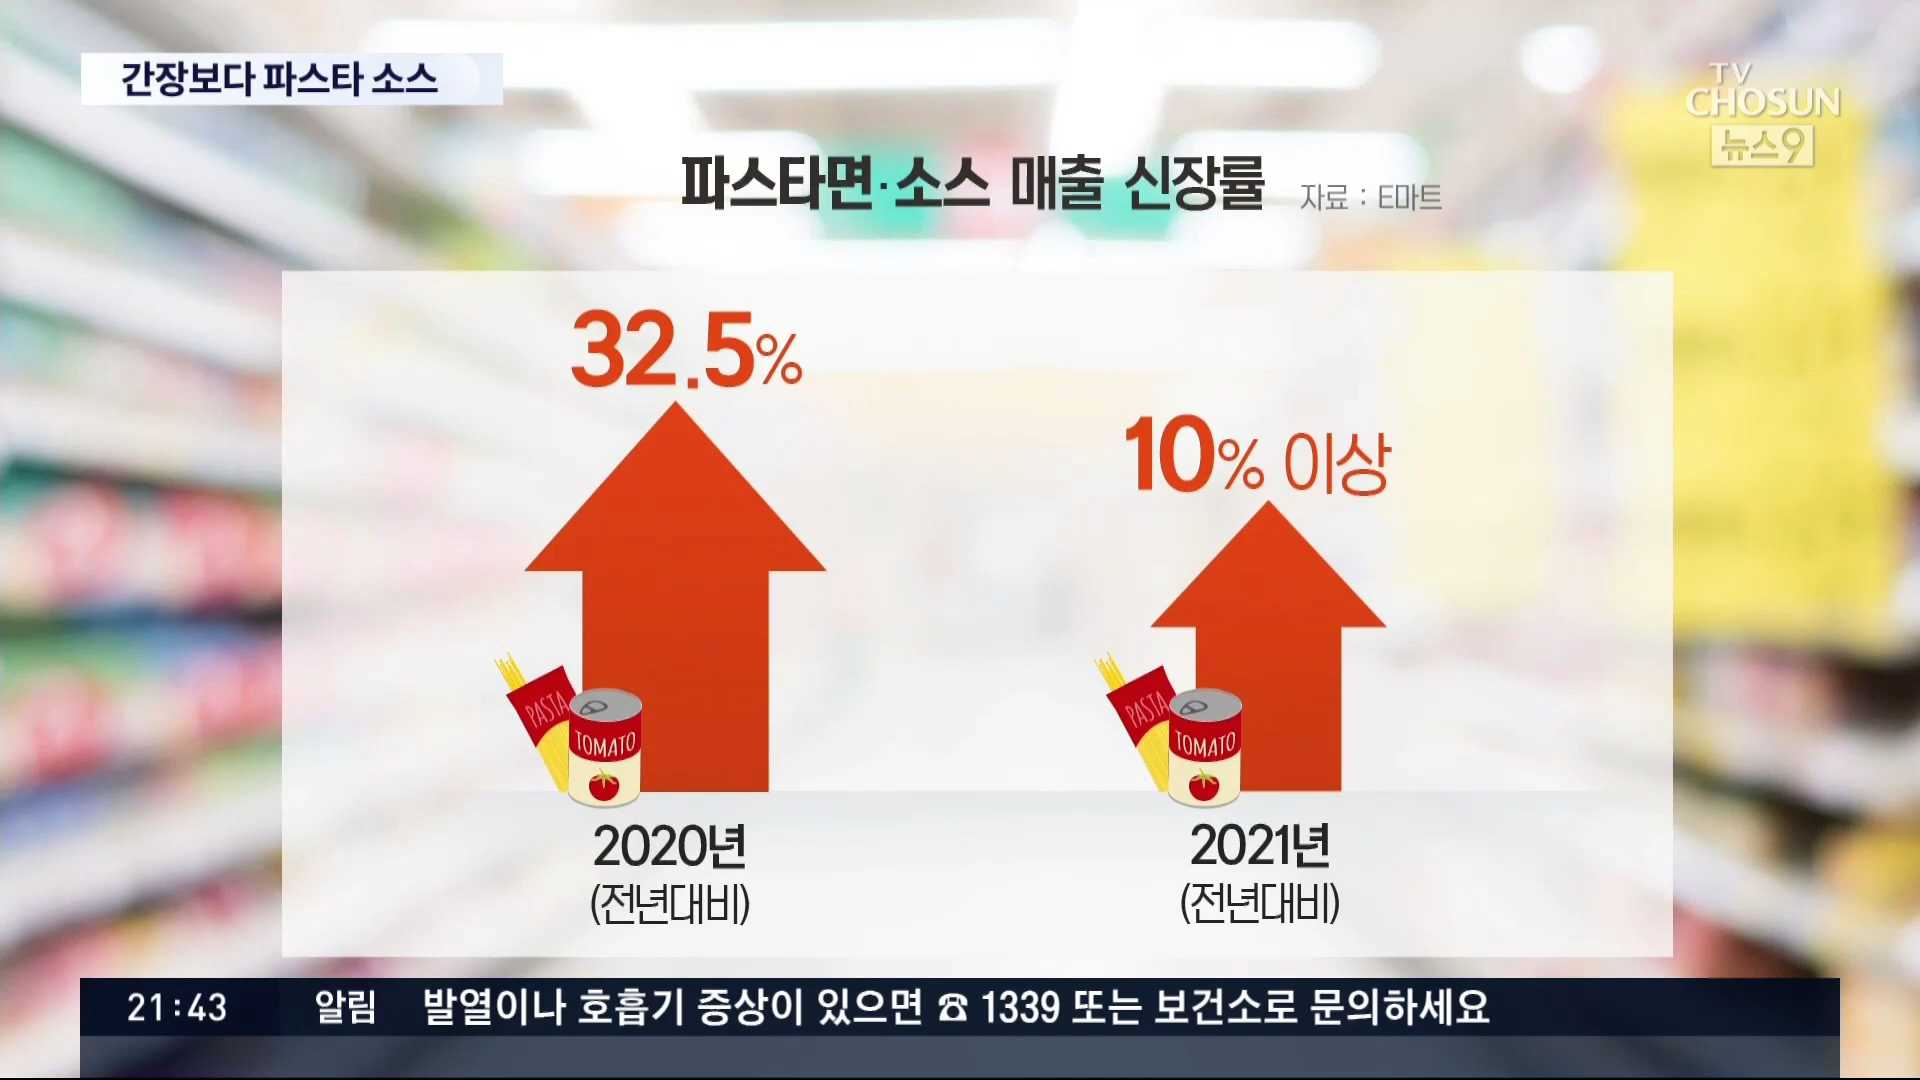 간장보다 파스타 소스
TV
CHOSUN
뉴스9
파스타면·소스 매출 신장률
자료 : E마트
32.5%
10% 이상
PASTA
TOMATO
PASTA
TOMATO
2020년
(전년대비)
2021년
(전년대비)
21:43 알림 발열이나 호흡기 증상이 있으면 ☎ 1339 또는 보건소로 문의하세요